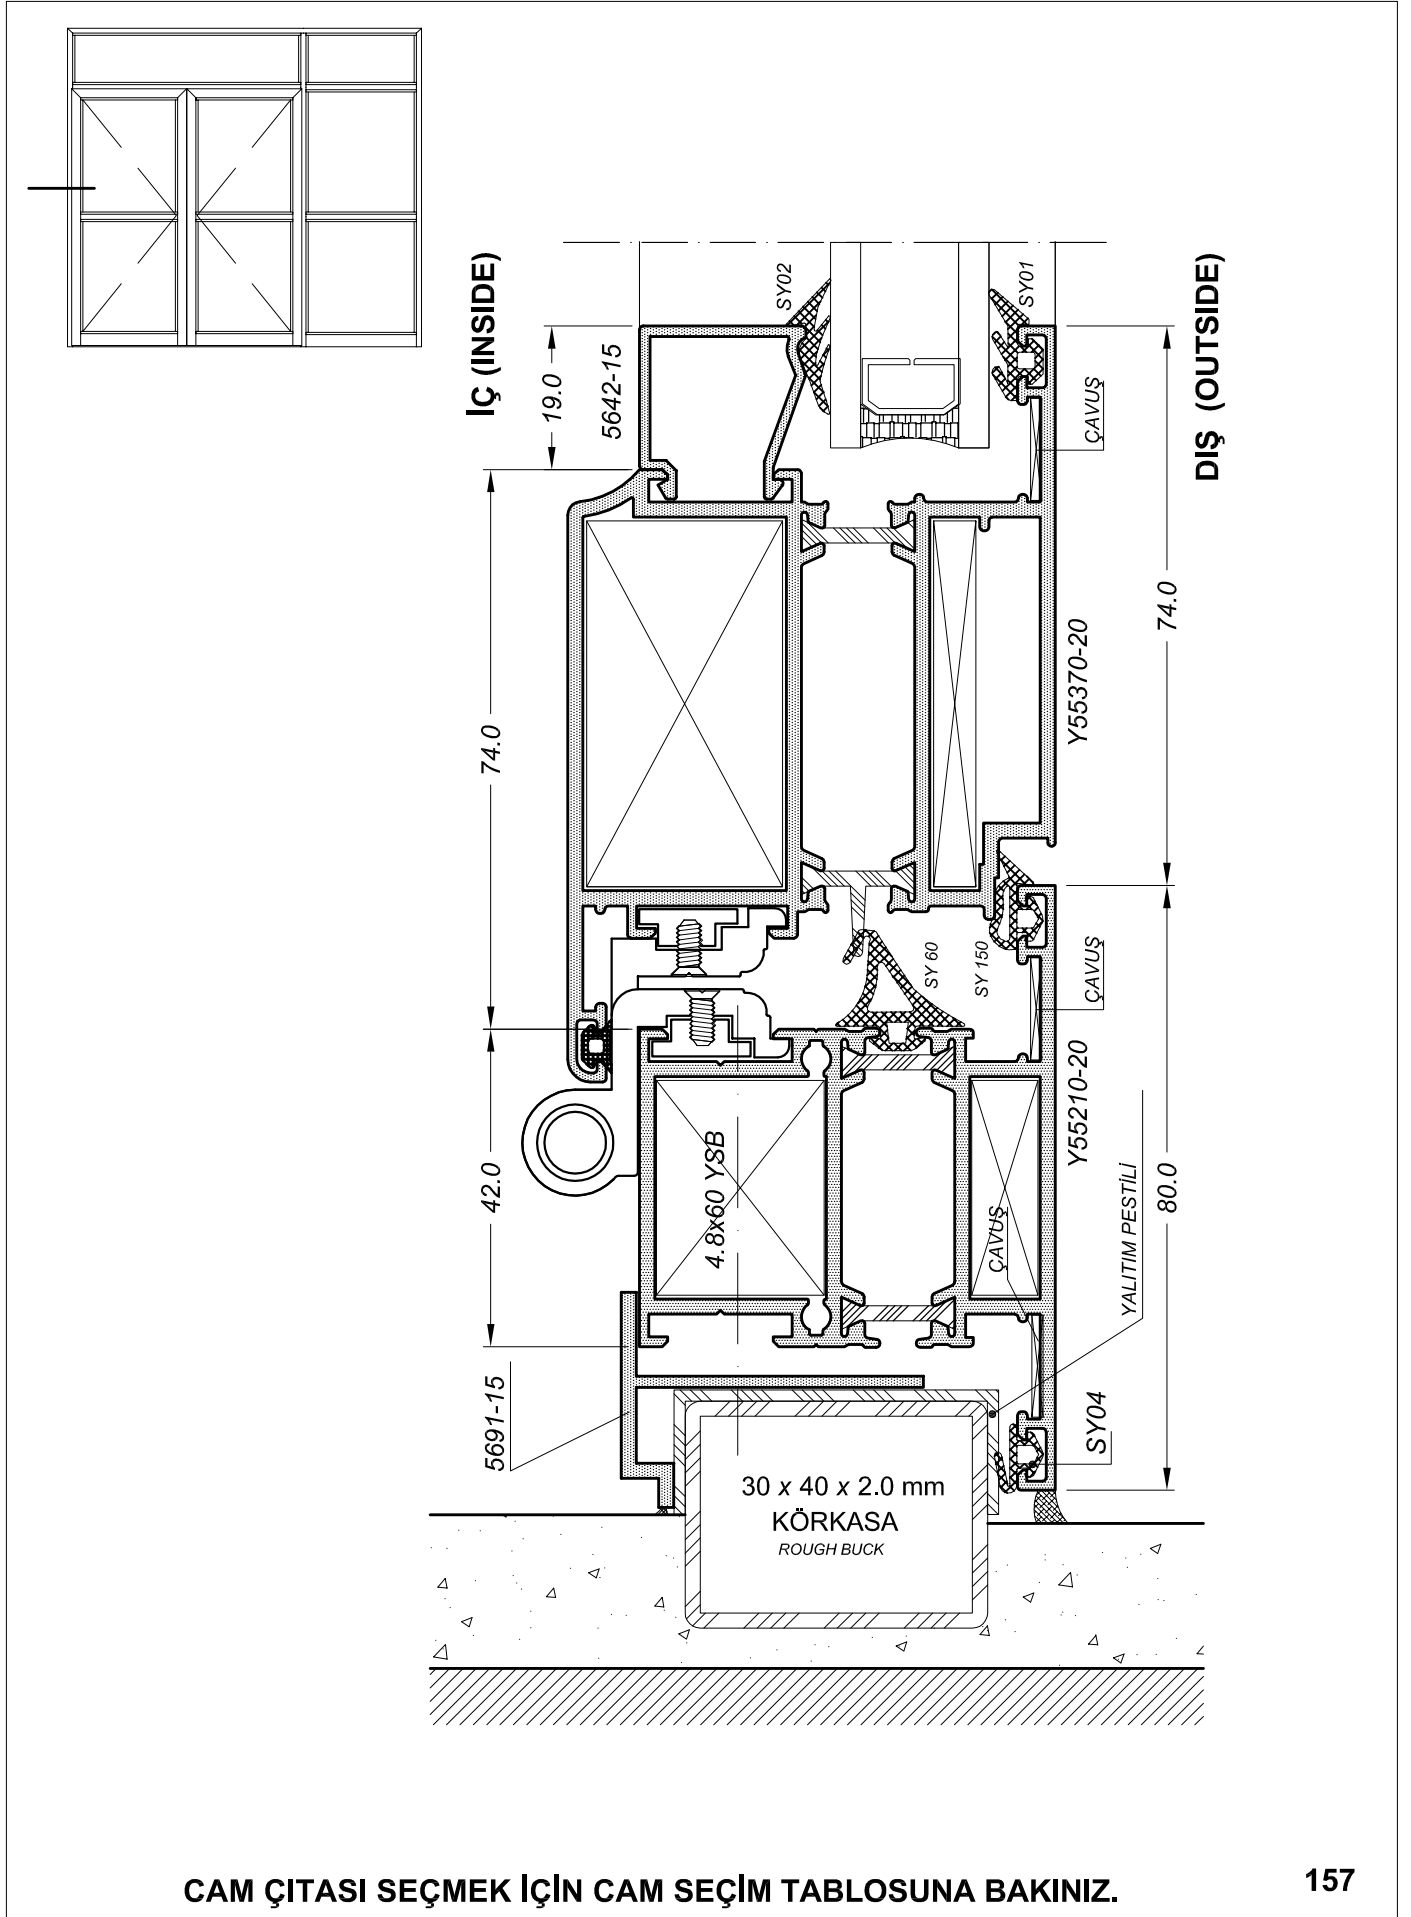 İÇ (INSIDE)
19.0
5642-15
SY02
SY01
ÇAVUŞ
DIŞ (OUTSIDE)
74.0
74.0
Y55370-20
SY 60
SY 150
ÇAVUŞ
Y55210-20
42.0
4.8x60 YSB
ÇAVUŞ
YALITIM PESTİLİ
80.0
5691-15
SY04
30 x 40 x 2.0 mm
KÖRKASA
ROUGH BUCK
CAM ÇITASI SEÇMEK İÇİN CAM SEÇİM TABLOSUNA BAKINIZ.
157